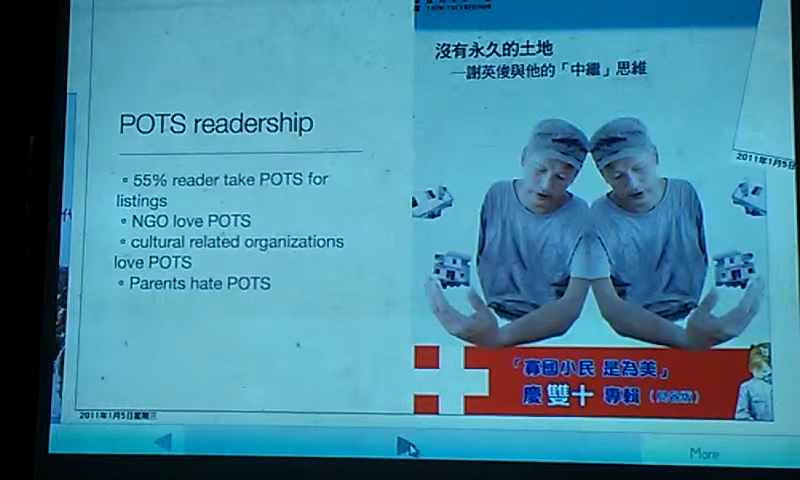 沒有永久的土地
—謝英俊與他的「中繼」思維
POTS readership
2011年1月5日
◦ 55% reader take POTS for
listings
◦ NGO love POTS
◦ cultural related organizations
love POTS
◦ Parents hate POTS
「寡國小民 是為美」
慶 雙十 專輯
2011年1月5日星期三
More